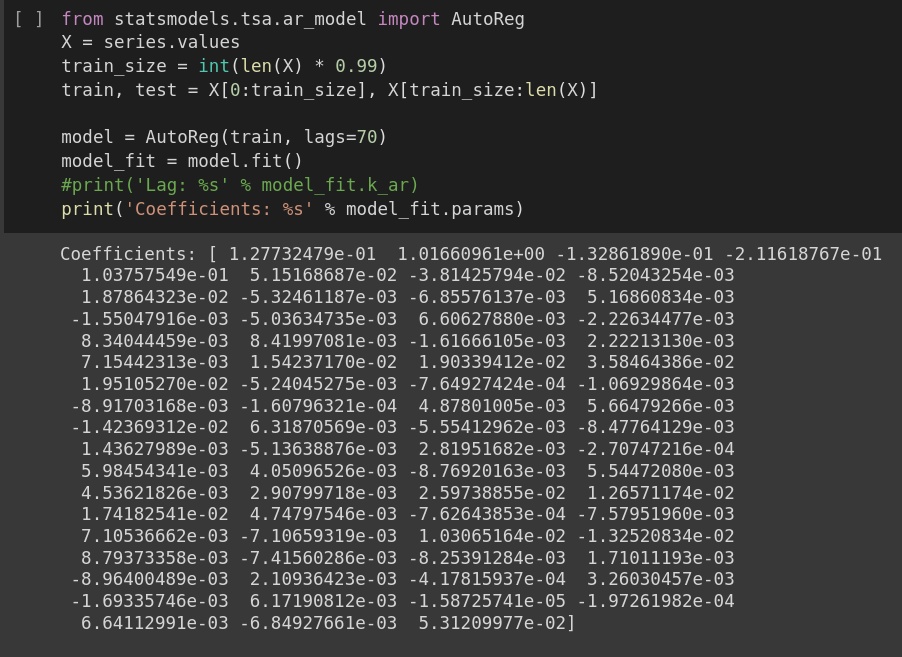 [ ] from statsmodels.tsa.ar_model import AutoReg
X = series.values
train_size = int(len(X) * 0.99)
train, test = X[0:train_size], X[train_size:len(X)]
model = AutoReg(train, lags=70)
model_fit = model.fit()
#print('Lag: %s' % model_fit.k_ar)
print('Coefficients: %s' % model_fit.params)
Coefficients: [ 1.27732479e-01  1.01660961e+00 -1.32861890e-01 -2.11618767e-01
1.03757549e-01  5.15168687e-02 -3.81425794e-02 -8.52043254e-03
1.87864323e-02 -5.32461187e-03 -6.85576137e-03  5.16860834e-03
-1.55047916e-03 -5.03634735e-03  6.60627880e-03 -2.22634477e-03
8.34044459e-03  8.41997081e-03 -1.61666105e-03  2.22213130e-03
7.15442313e-03  1.54237170e-02  1.90339412e-02  3.58464386e-02
1.95105270e-02 -5.24045275e-03 -7.64927424e-04 -1.06929864e-03
-8.91703168e-03 -1.60796321e-04  4.87801005e-03  5.66479266e-03
-1.42369312e-02  6.31870569e-03 -5.55412962e-03 -8.47764129e-03
1.43627989e-03 -5.13638876e-03  2.81951682e-03 -2.70747216e-04
5.98454341e-03  4.05096526e-03 -8.76920163e-03  5.54472080e-03
4.53621826e-03  2.90799718e-03  2.59738855e-02  1.26571174e-02
1.74182541e-02  4.74797546e-03 -7.62643853e-04 -7.57951960e-03
7.10536662e-03 -7.10659319e-03  1.03065164e-02 -1.32520834e-02
8.79373358e-03 -7.41560286e-03 -8.25391284e-03  1.71011193e-03
-8.96400489e-03  2.10936423e-03 -4.17815937e-04  3.26030457e-03
-1.69335746e-03  6.17190812e-03 -1.58725741e-05 -1.97261982e-04
6.64112991e-03 -6.84927661e-03  5.31209977e-02]